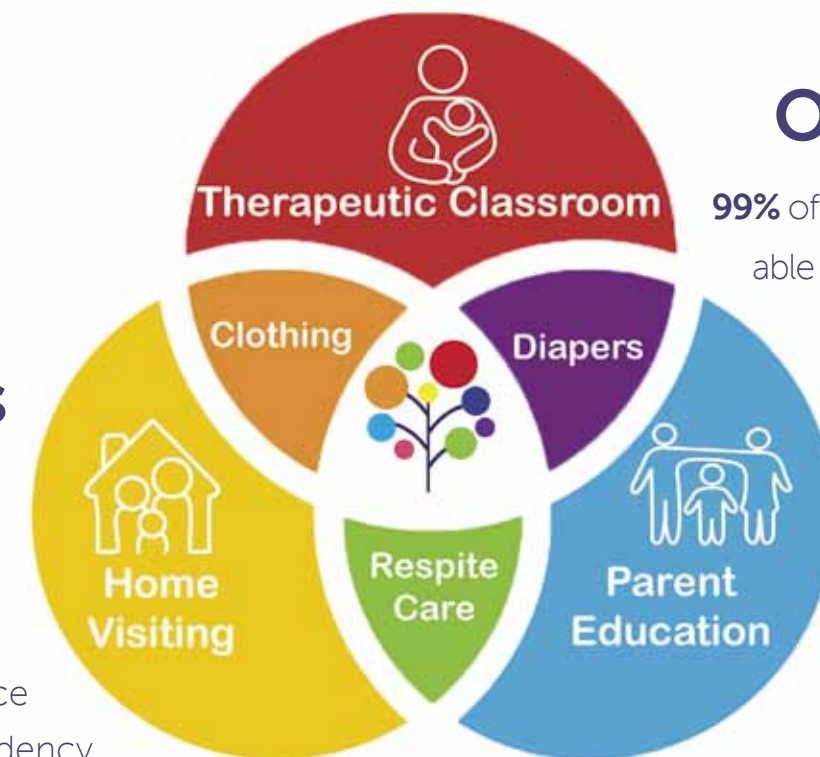 Therapeutic Classroom
99% of
able
Clothing
Diapers
Home
Visiting
Respite
Care
Parent
Education